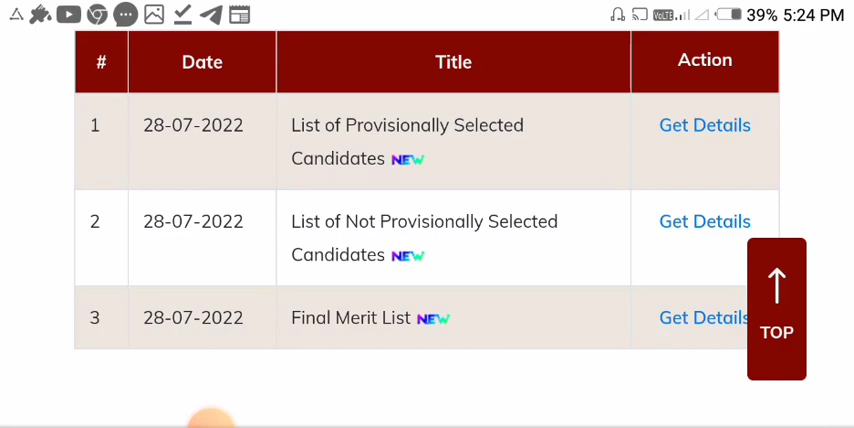 VoLTE 39% 5:24 PM
# Date Title Action
1 28-07-2022 List of Provisionally Selected Get Details
Candidates NEW
2 28-07-2022 List of Not Provisionally Selected Get Details
Candidates NEW
3 28-07-2022 Final Merit List NEW Get Details
TOP